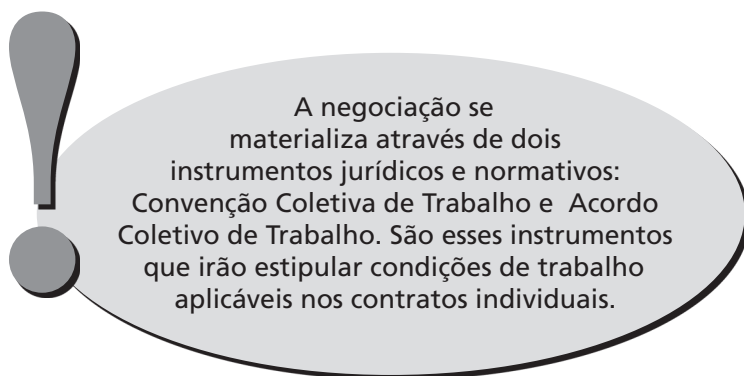 A negociação se
materializa através de dois
instrumentos jurídicos e normativos:
Convenção Coletiva de Trabalho e Acordo
Coletivo de Trabalho. São esses instrumentos
que irão estipular condições de trabalho
aplicáveis nos contratos individuais.